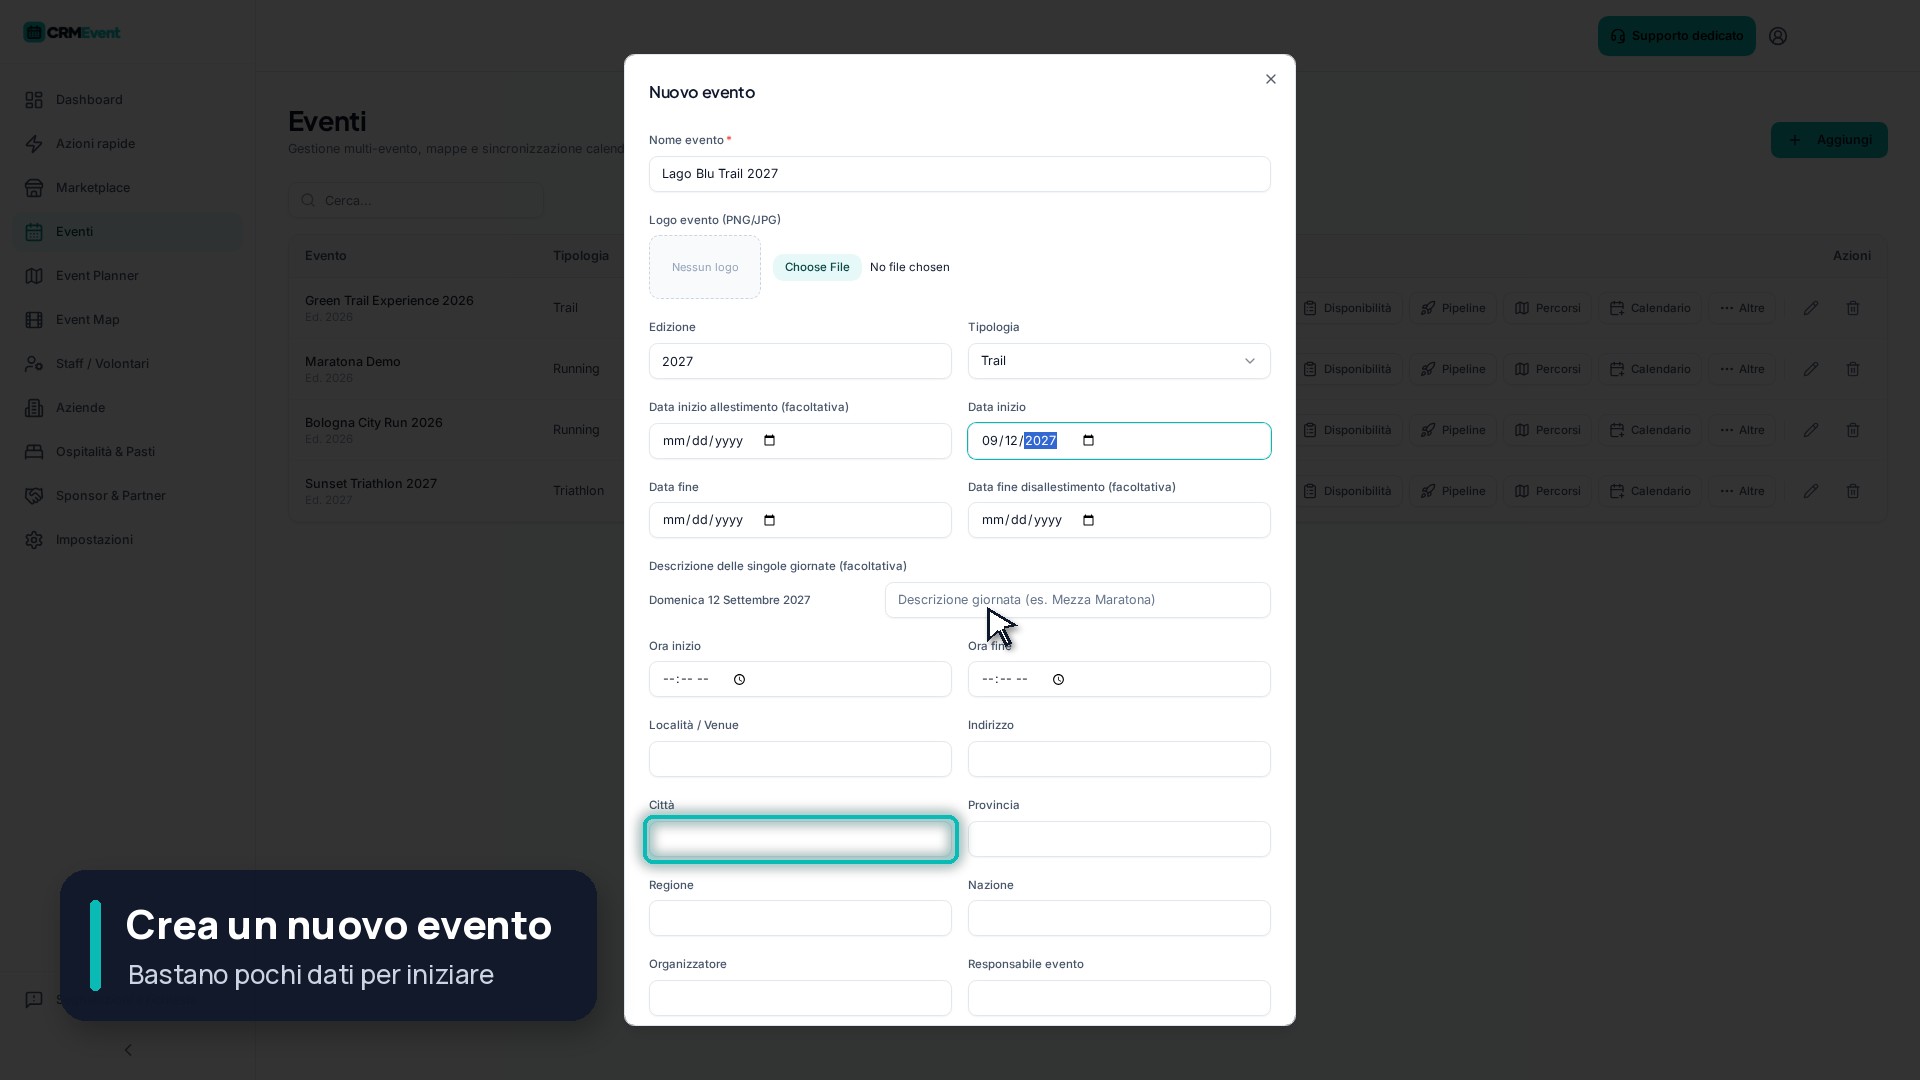 CRMEvent
Supporto dedicato
Dashboard
Azioni rapide
Marketplace
Eventi
Event Planner
Event Map
Staff / Volontari
Aziende
Ospitalità & Pasti
Sponsor & Partner
Impostazioni
Eventi
Gestione multi-evento, mappe e sincronizzazione calend
Aggiungi
Cerca...
Evento
Tipologia
Azioni
Green Trail Experience 2026
Ed. 2026
Trail
Disponibilità
Pipeline
Percorsi
Calendario
Altre
Maratona Demo
Ed. 2026
Running
Disponibilità
Pipeline
Percorsi
Calendario
Altre
Bologna City Run 2026
Ed. 2026
Running
Disponibilità
Pipeline
Percorsi
Calendario
Altre
Sunset Triathlon 2027
Ed. 2027
Triathlon
Disponibilità
Pipeline
Percorsi
Calendario
Altre
Nuovo evento
Nome evento *
Lago Blu Trail 2027
Logo evento (PNG/JPG)
Nessun logo
Choose File No file chosen
Edizione
Tipologia
2027
Trail
Data inizio allestimento (facoltativa)
Data inizio
mm/dd/yyyy
09/12/2027
Data fine
Data fine disallestimento (facoltativa)
mm/dd/yyyy
mm/dd/yyyy
Descrizione delle singole giornate (facoltativa)
Domenica 12 Settembre 2027
Descrizione giornata (es. Mezza Maratona)
Ora inizio
Ora fine
--:-- --
--:-- --
Località / Venue
Indirizzo
Città
Provincia
Regione
Nazione
Organizzatore
Responsabile evento
Crea un nuovo evento
Bastano pochi dati per iniziare